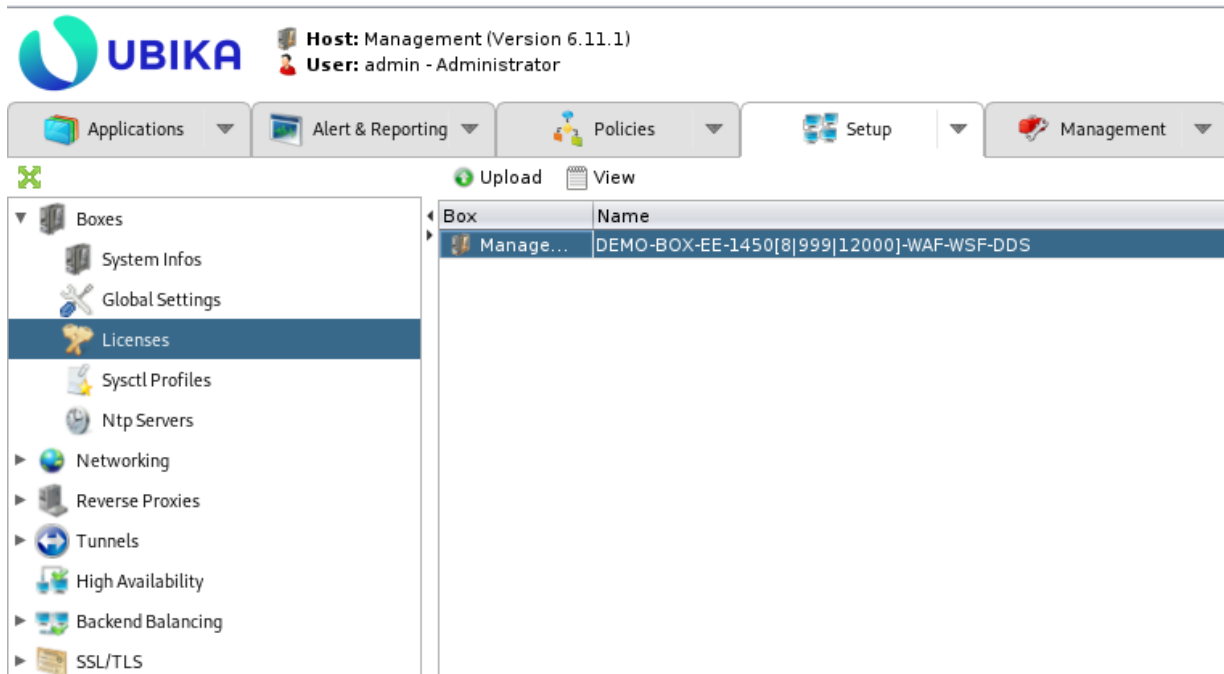 UBIKA
Host: Management (Version 6.11.1)
User: admin - Administrator
Applications
Alert & Reporting
Policies
Setup
Management
Upload
View
Boxes
System Infos
Global Settings
Licenses
Sysctl Profiles
Ntp Servers
Networking
Reverse Proxies
Tunnels
High Availability
Backend Balancing
SSL/TLS
Box Name
Manage... DEMO-BOX-EE-1450[8|999|12000]-WAF-WSF-DDS